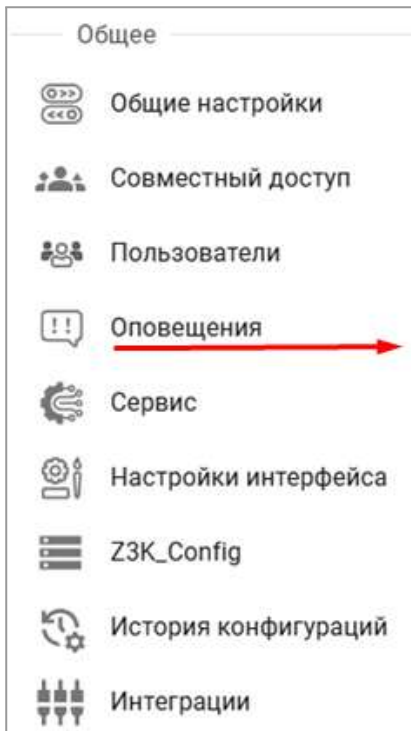 Общее
Общие настройки
Совместный доступ
Пользователи
Оповещения
Сервис
Настройки интерфейса
Z3K_Config
История конфигураций
Интеграции